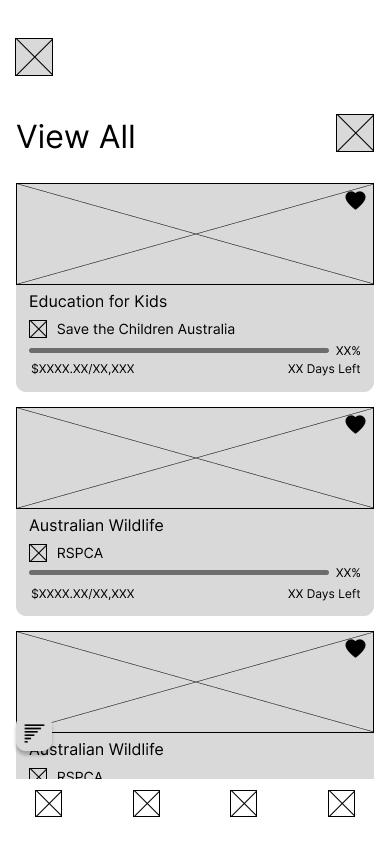 View All
Education for Kids
Save the Children Australia
XX%
$XXXX.XX/XX,XXX XX Days Left
Australian Wildlife
RSPCA
XX%
$XXXX.XX/XX,XXX XX Days Left
Australian Wildlife
RSPCA